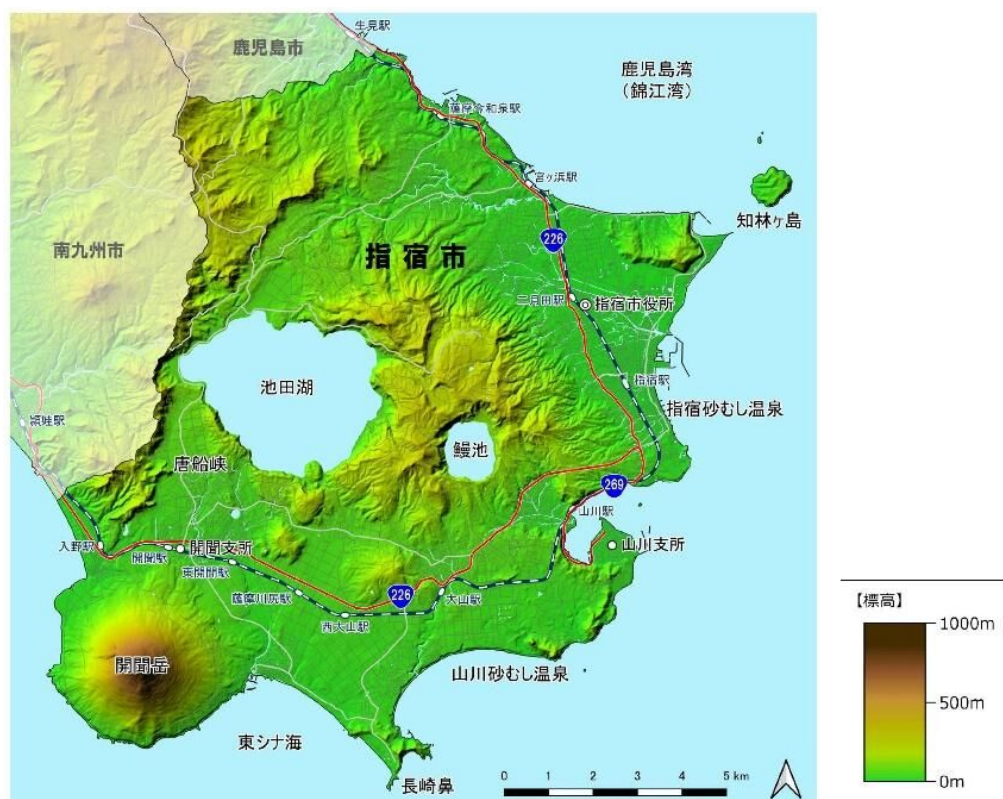 生見駅
鹿児島市
鹿児島湾
（錦江湾）
薩摩今和泉駅
宮ヶ浜駅
知林ヶ島
南九州市
指宿市
226
二月田駅
指宿市役所
池田湖
指宿駅
指宿砂むし温泉
頴娃駅
鰻池
唐船峡
269
山川駅
入野駅
開聞駅
開聞支所
山川支所
東開聞駅
薩摩川尻駅
226
大山駅
西大山駅
開聞岳
山川砂むし温泉
東シナ海
長崎鼻
0 1 2 3 4 5 km
【標高】
1000m
500m
0m